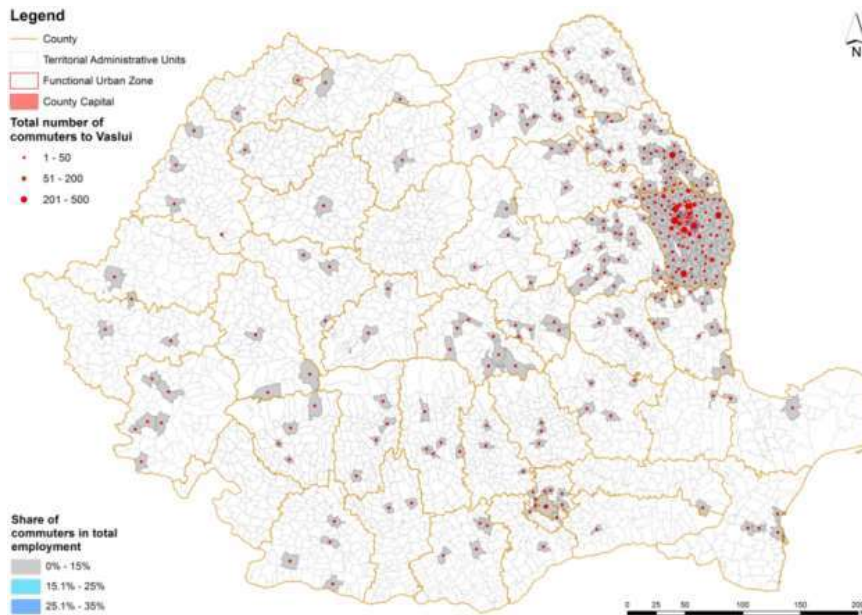 Legend
County
Territorial Administrative Units
Functional Urban Zone
County Capital
Total number of
commuters to Vaslui
1 - 50
51 - 200
201 - 500
N
Share of
commuters in total
employment
0% - 15%
15.1% - 25%
25.1% - 35%
0 25 50 100 150 200